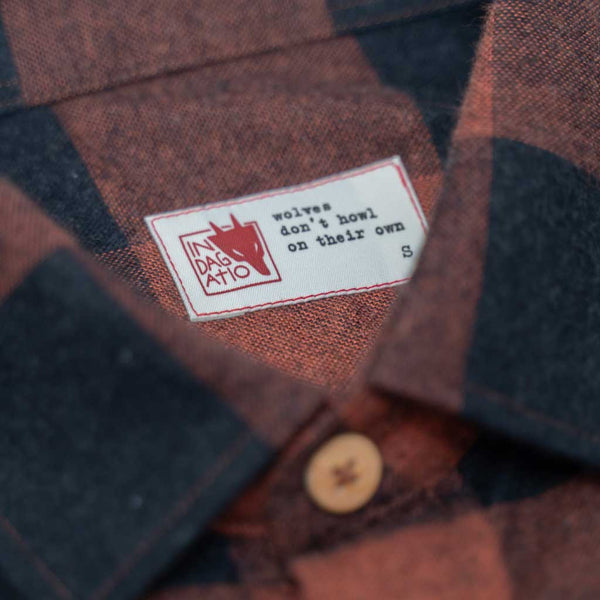 IN
DAG
ATIO
wolves
don't howl
on their own
S